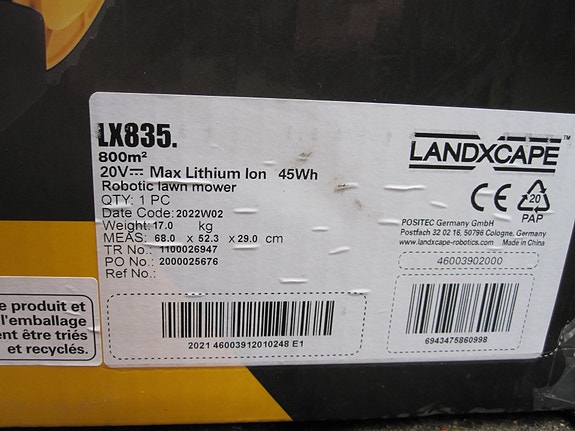 LX835.
800m²
20V⎓ Max Lithium Ion 45Wh
Robotic lawn mower
QTY: 1 PC
Date Code: 2022W02
Weight: 17.0 kg
MEAS: 68.0 x 52.3 x 29.0 cm
TR No.: 1100026947
PO No.: 2000025676
Ref No.:
2021 46003912010248 E1
LANDXCAPE™
CE
20
PAP
POSITEC Germany GmbH
Postfach 32 02 16, 50796 Cologne, Germany
www.landxcape-robotics.com Made in China
46003902000
6943475860998
e produit et
l'emballage
ent être triés
et recyclés.